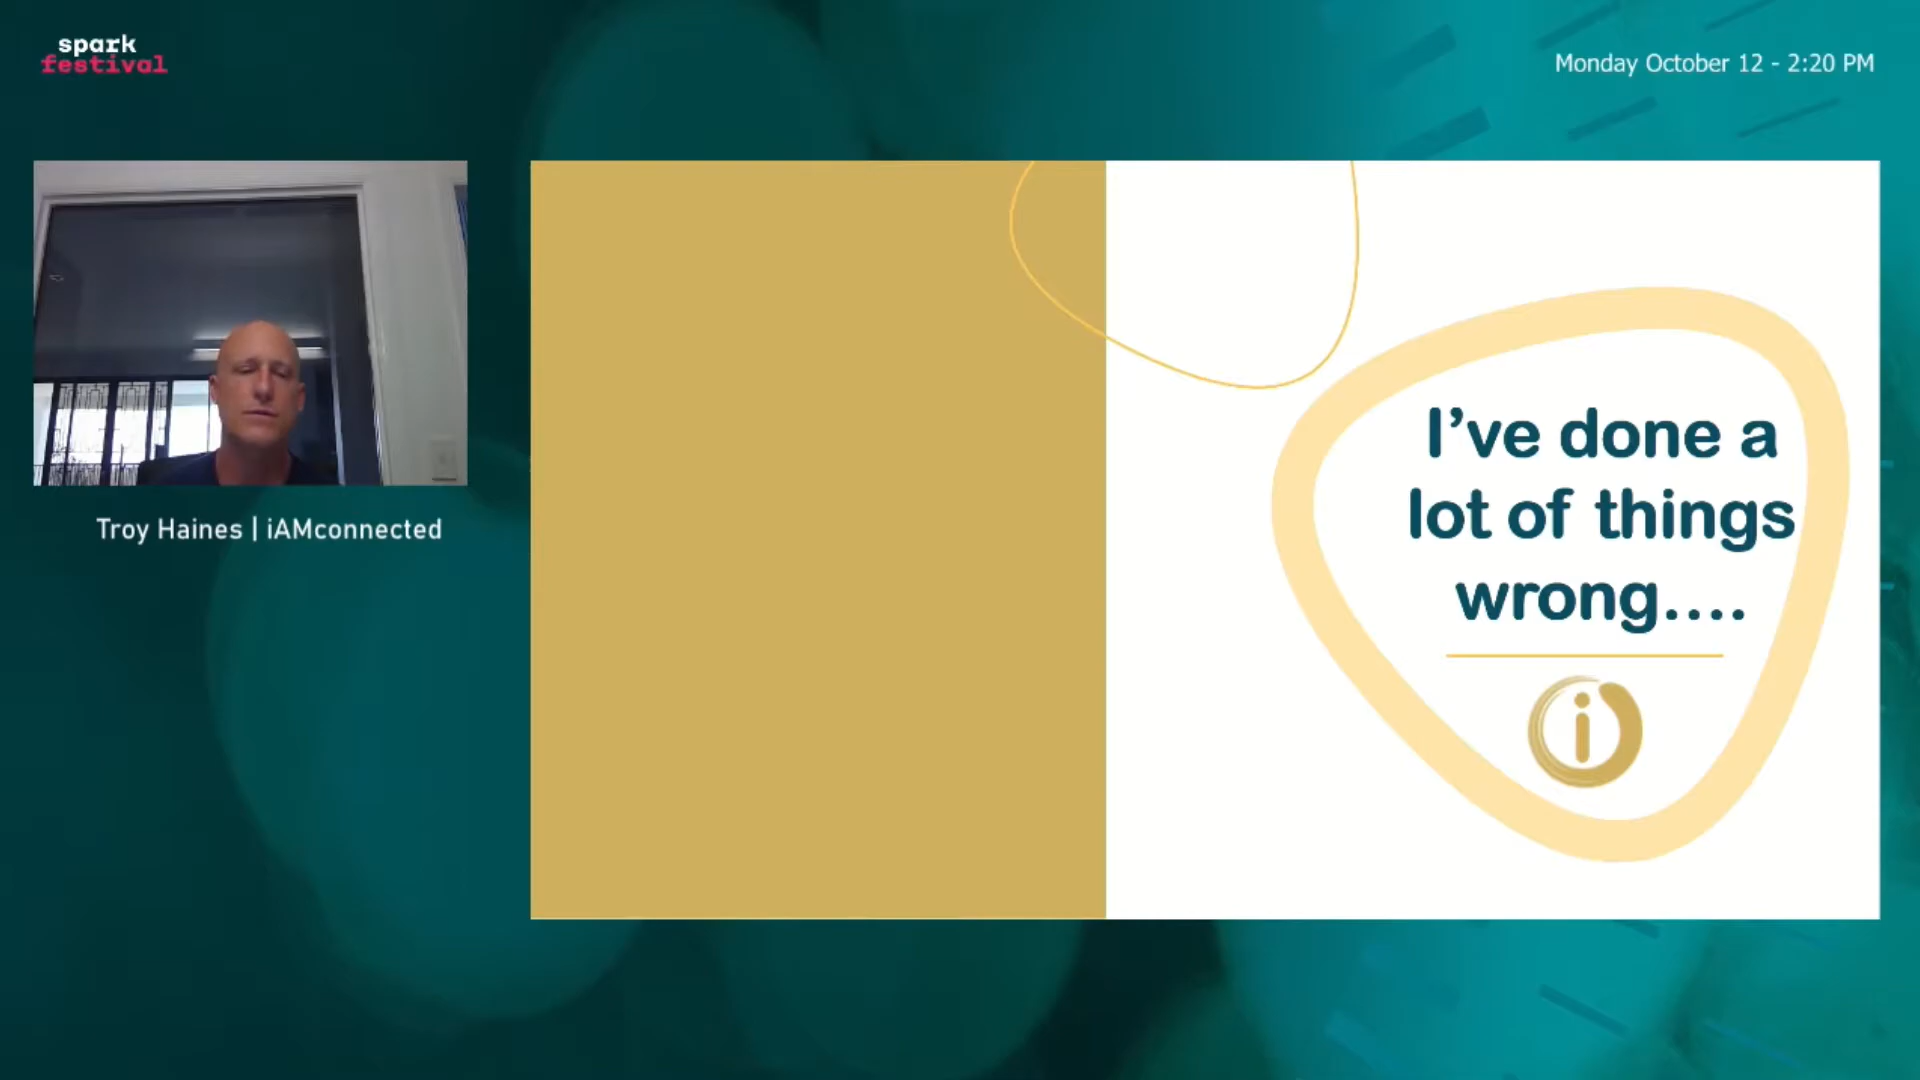 spark
festival
Monday October 12 - 2:20 PM
Troy Haines | iAMconnected
I've done a
lot of things
wrong....
i